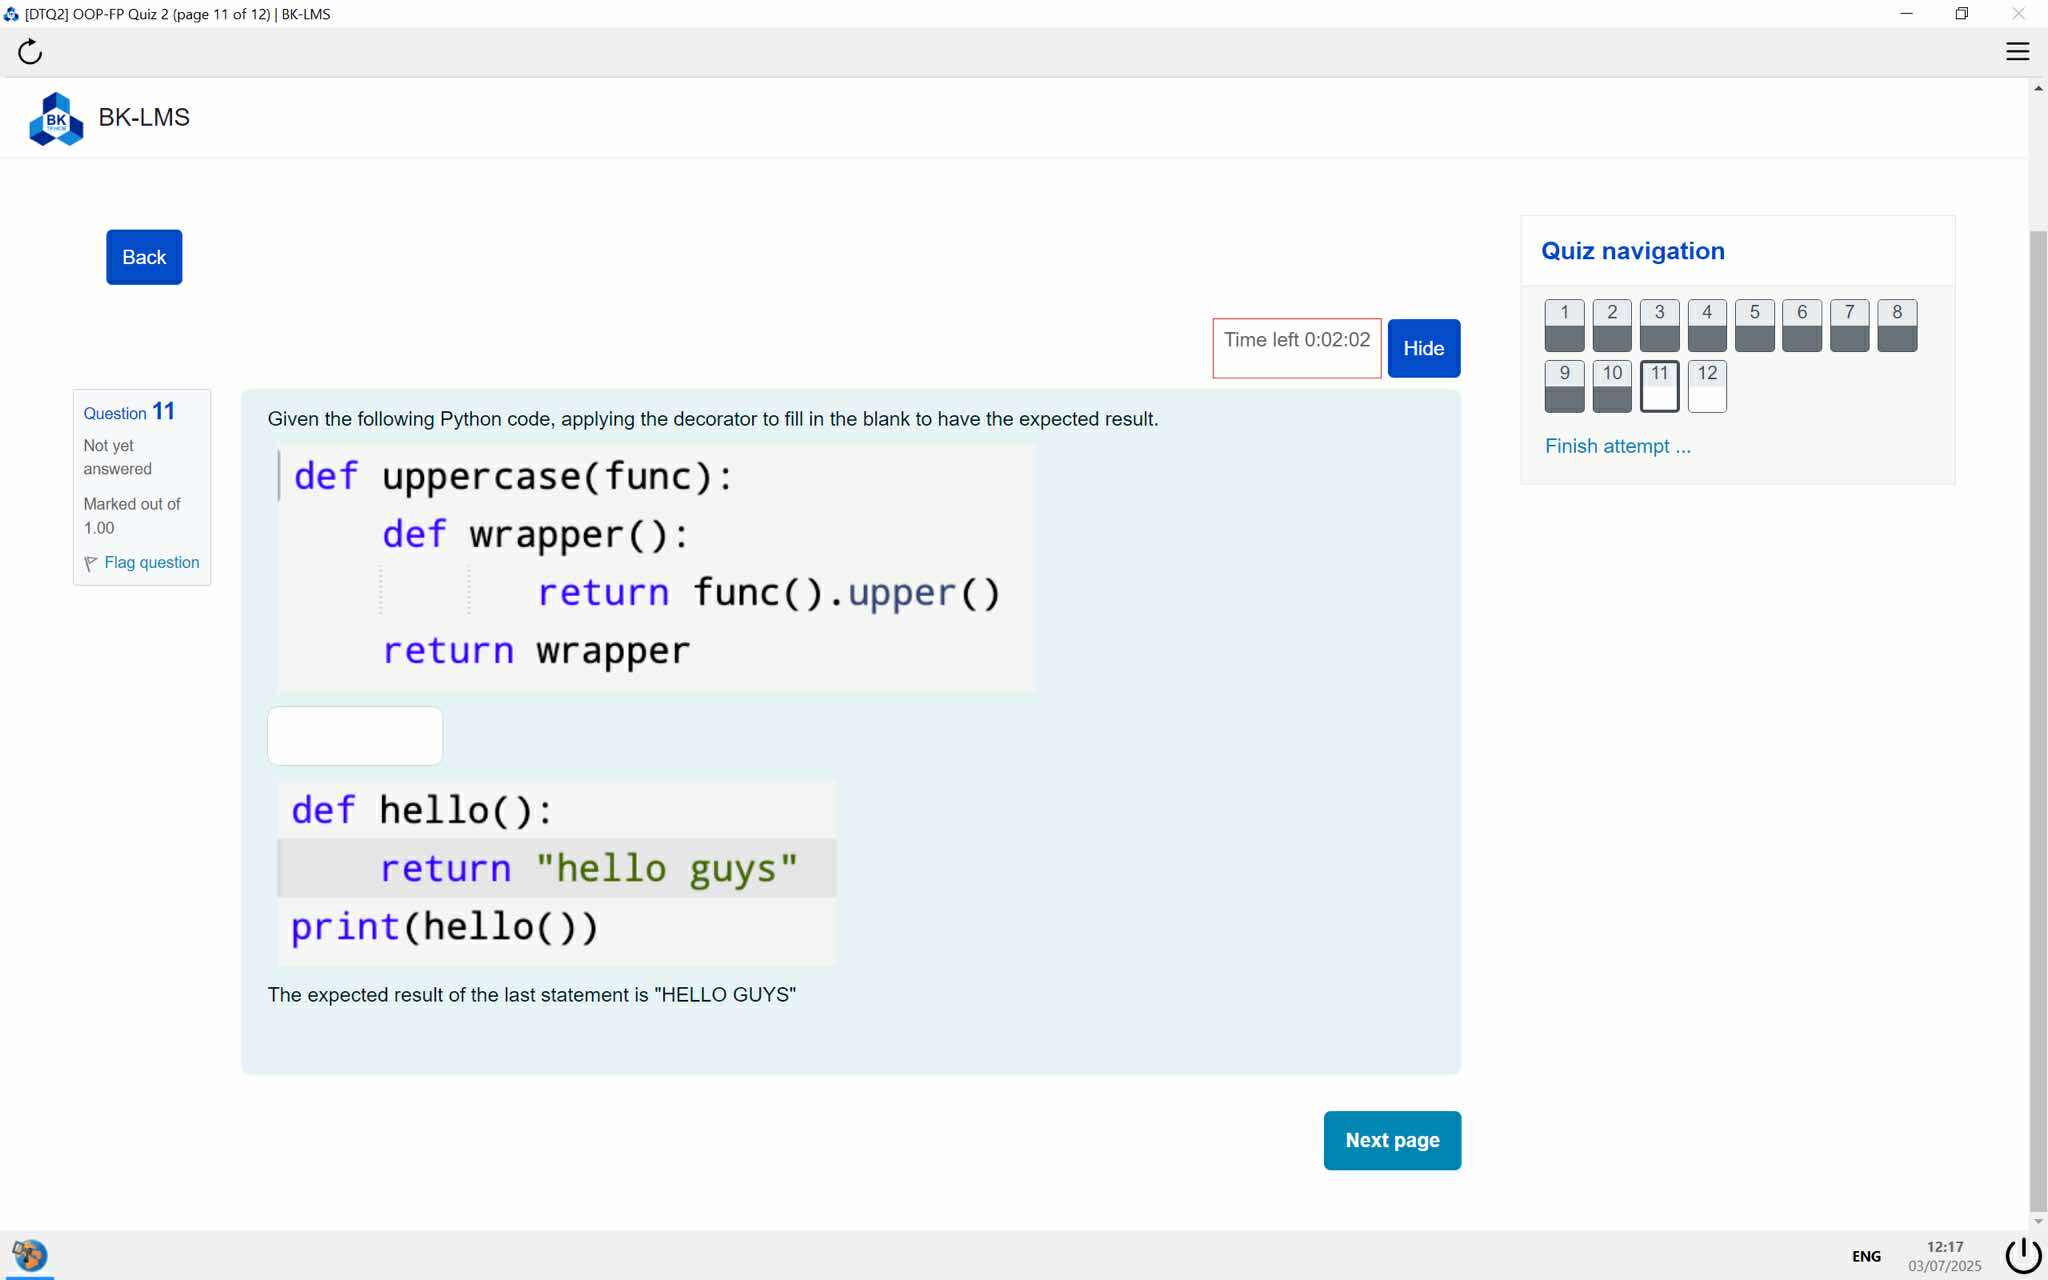 [DTQ2] OOP-FP Quiz 2 (page 11 of 12) | BK-LMS
BK
BK-LMS
Back
Quiz navigation
1 2 3 4 5 6 7 8
9 10 11 12
Finish attempt ...
Time left 0:02:02
Hide
Question 11
Not yet
answered
Marked out of
1.00
Flag question
Given the following Python code, applying the decorator to fill in the blank to have the expected result.
def uppercase(func):
    def wrapper():
        return func().upper()
    return wrapper
def hello():
    return "hello guys"
print(hello())
The expected result of the last statement is "HELLO GUYS"
Next page
ENG
12:17
03/07/2025